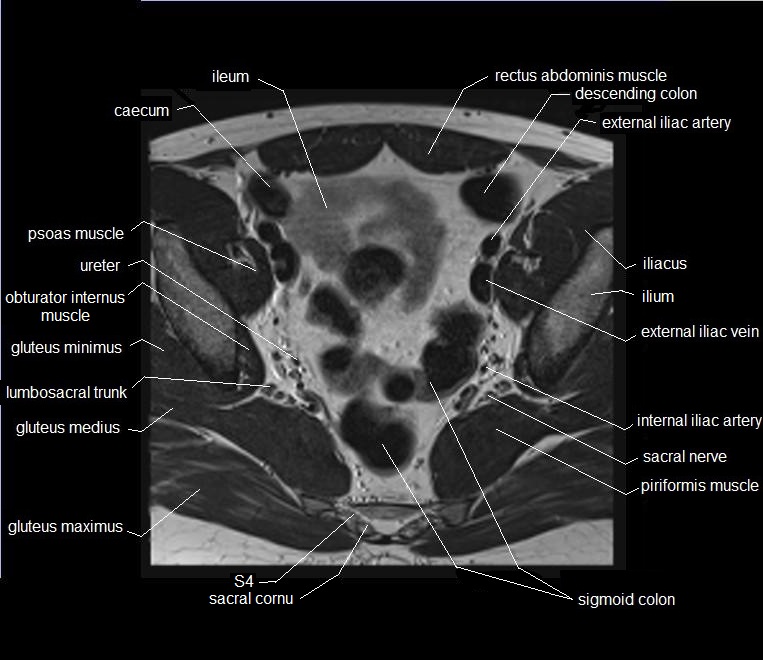 ileum
caecum
psoas muscle
ureter
obturator internus
muscle
gluteus minimus
lumbosacral trunk
gluteus medius
gluteus maximus
S4
sacral cornu
rectus abdominis muscle
descending colon
external iliac artery
iliacus
ilium
external iliac vein
internal iliac artery
sacral nerve
piriformis muscle
sigmoid colon